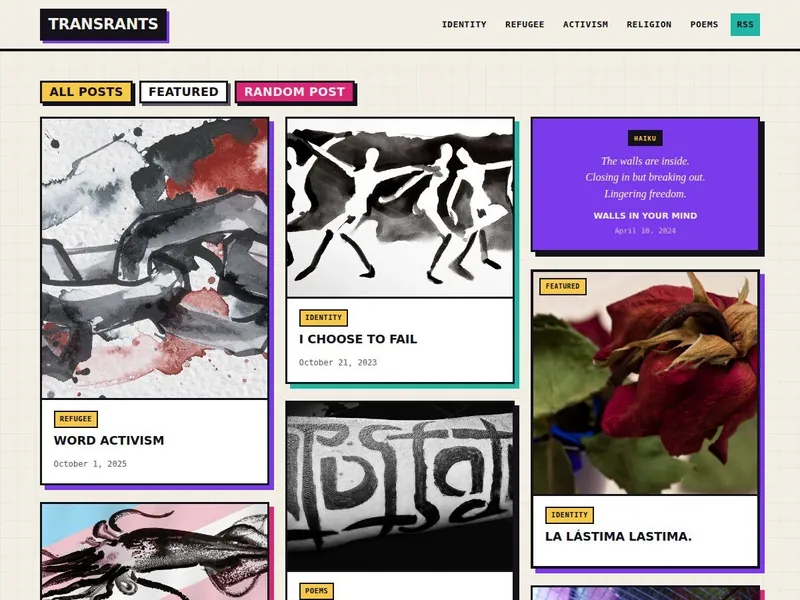 TRANSRANTS
IDENTITY REFUGEE ACTIVISM RELIGION POEMS RSS
ALL POSTS FEATURED RANDOM POST
REFUGEE
WORD ACTIVISM
October 1, 2025
IDENTITY
I CHOOSE TO FAIL
October 21, 2023
POEMS
HAIKU
The walls are inside.
Closing in but breaking out.
Lingering freedom.
WALLS IN YOUR MIND
April 10, 2024
FEATURED
IDENTITY
LA LÁSTIMA LASTIMA.